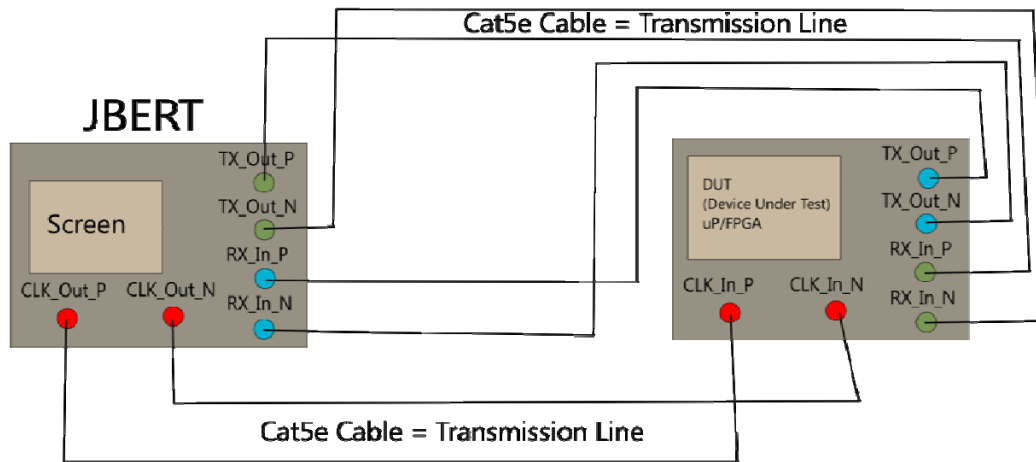 Cat5e Cable = Transmission Line
JBERT
TX_Out_P
TX_Out_N
RX_In_P
RX_In_N
Screen
CLK_Out_P
CLK_Out_N
DUT
(Device Under Test)
uP/FPGA
TX_Out_P
TX_Out_N
RX_In_P
RX_In_N
CLK_In_P
CLK_In_N
Cat5e Cable = Transmission Line